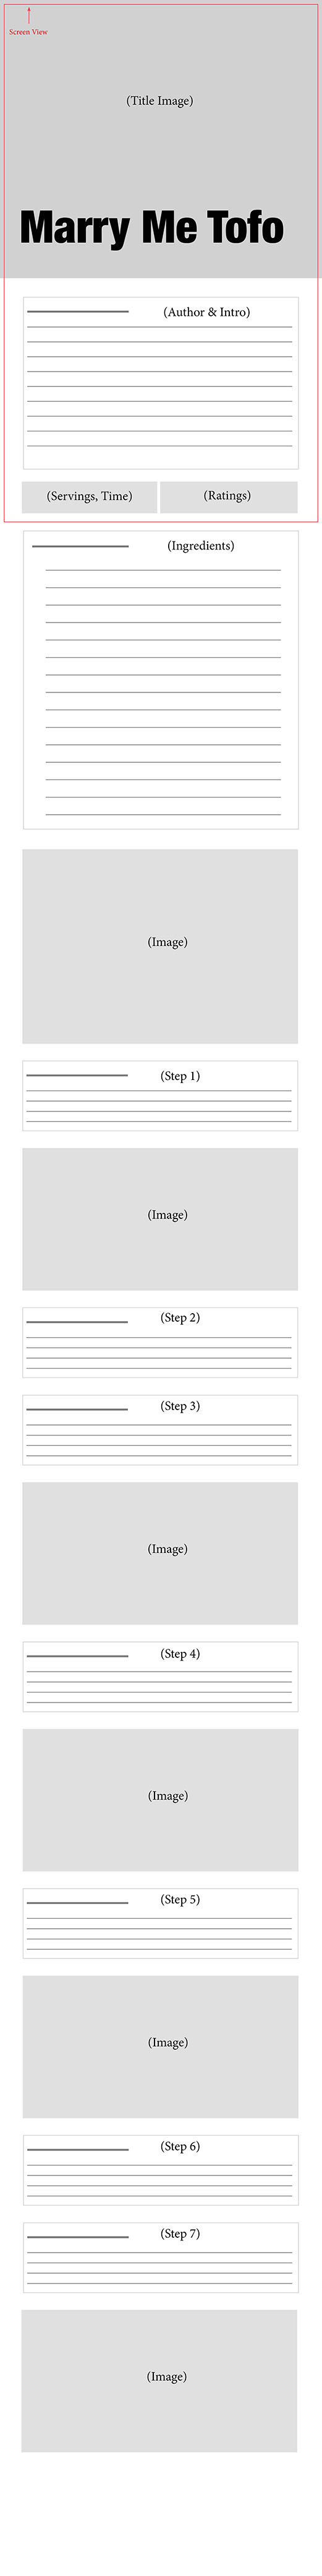 Screen View
(Title Image)
Marry Me Tofo
(Author & Intro)
(Servings, Time)
(Ratings)
(Ingredients)
(Image)
(Step 1)
(Image)
(Step 2)
(Step 3)
(Image)
(Step 4)
(Image)
(Step 5)
(Image)
(Step 6)
(Step 7)
(Image)